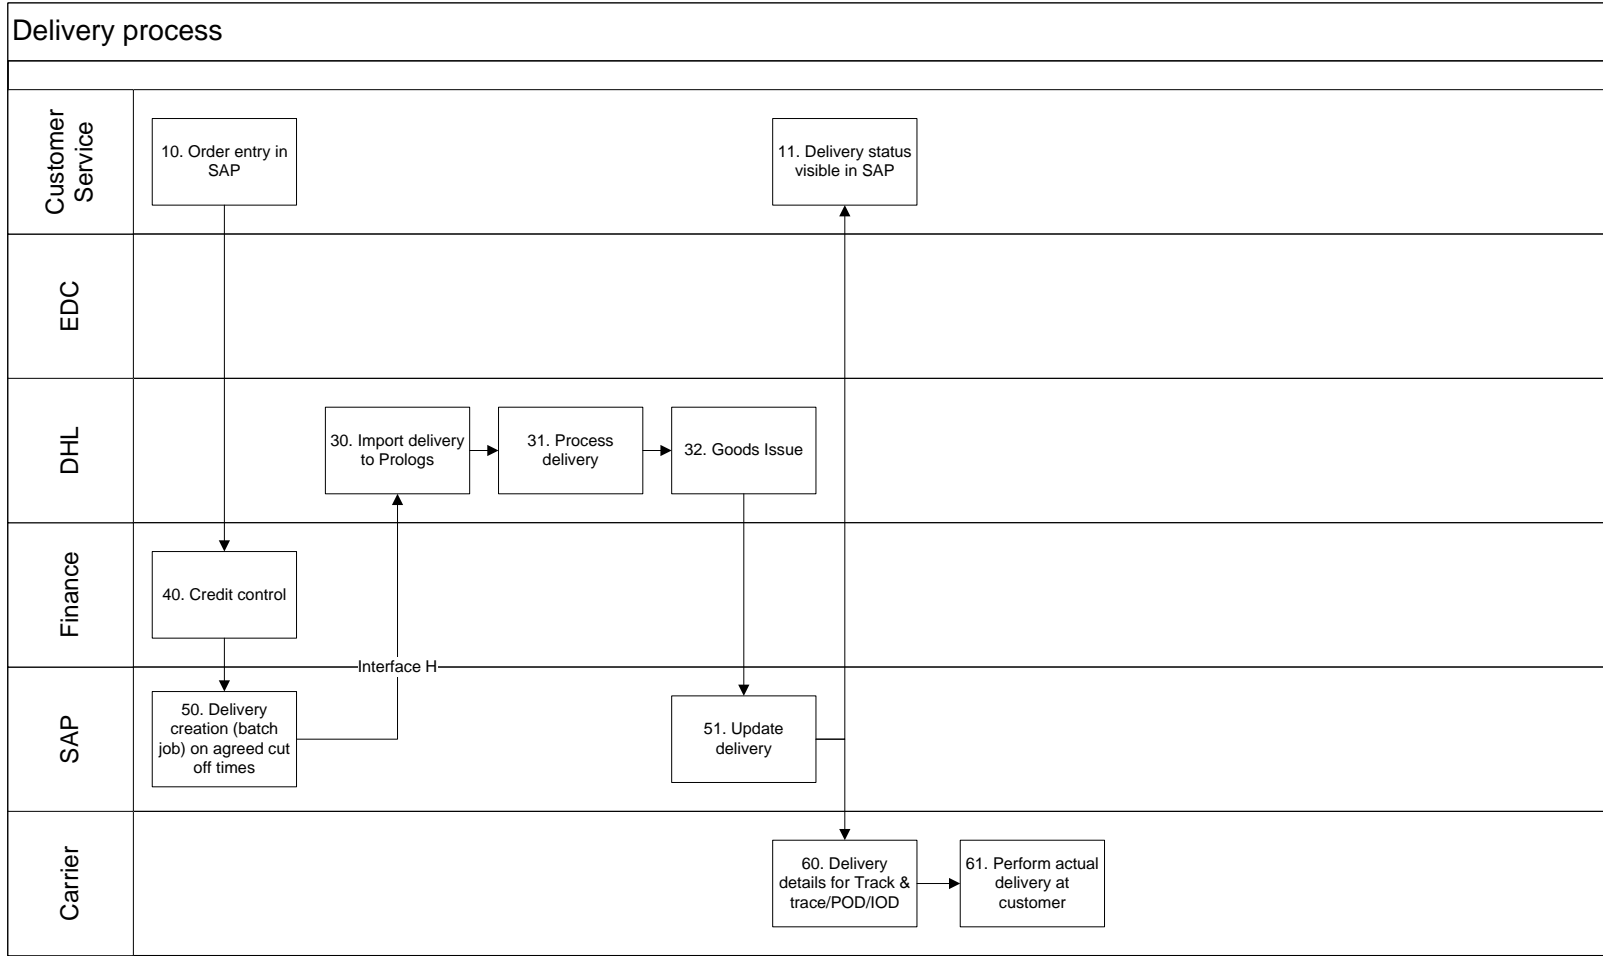 Delivery process
Customer
Service
10. Order entry in
SAP
11. Delivery status
visible in SAP
EDC
DHL
30. Import delivery
to Prologs
31. Process
delivery
32. Goods Issue
Finance
40. Credit control
Interface H
SAP
50. Delivery
creation (batch
job) on agreed cut
off times
51. Update
delivery
Carrier
60. Delivery
details for Track &
trace/POD/IOD
61. Perform actual
delivery at
customer